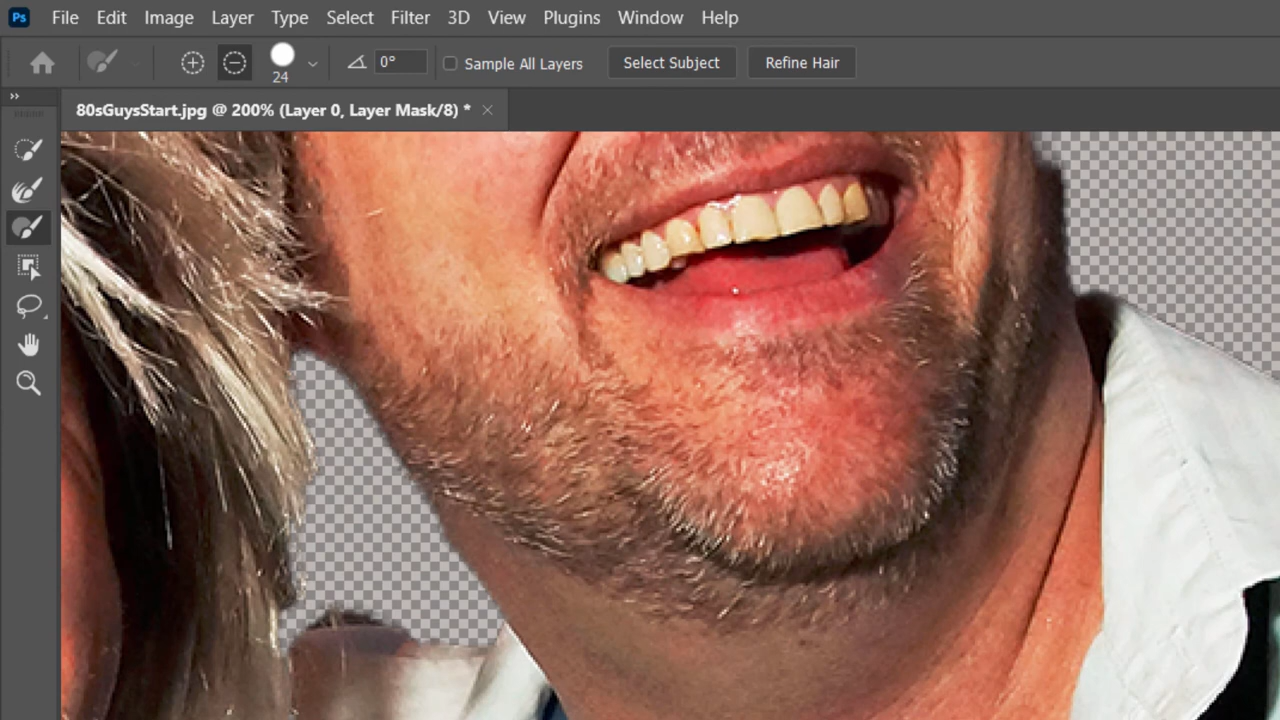 Ps File Edit Image Layer Type Select Filter 3D View Plugins Window Help
24 0° Sample All Layers Select Subject Refine Hair
80sGuysStart.jpg @ 200% (Layer 0, Layer Mask/8) *